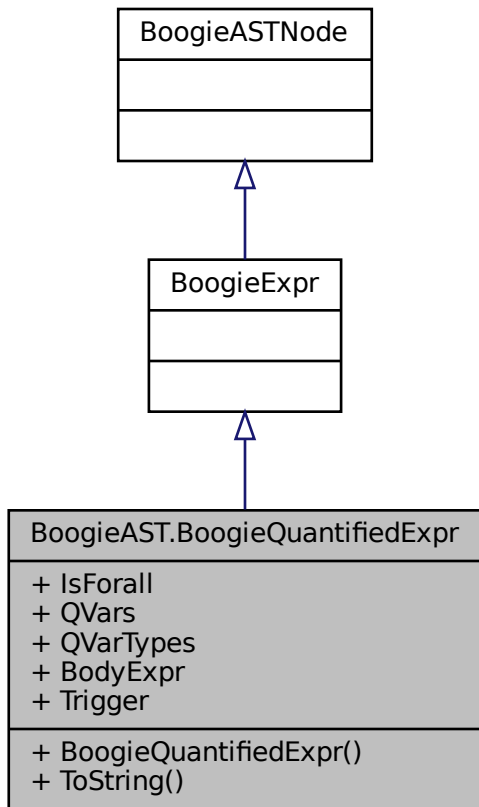 BoogieASTNode
BoogieExpr
BoogieAST.BoogieQuantifiedExpr
+ IsForall
+ QVars
+ QVarTypes
+ BodyExpr
+ Trigger
+ BoogieQuantifiedExpr()
+ ToString()